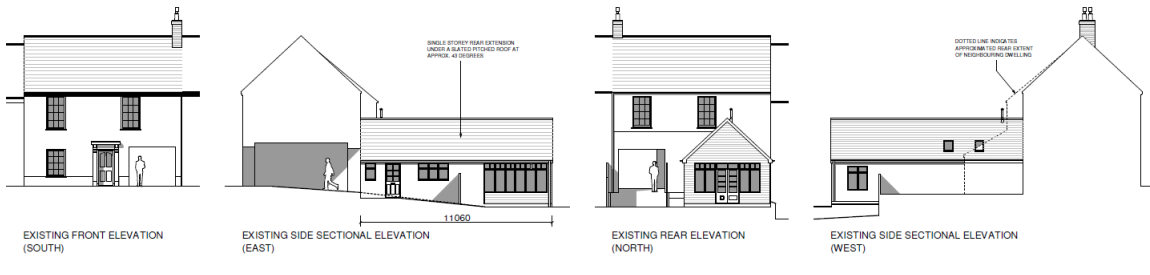 SINGLE STOREY REAR EXTENSION
UNDER A SLATED PITCHED ROOF AT
APPROX. 43 DEGREES
DOTTED LINE INDICATES
APPROXIMATED REAR EXTENT
OF NEIGHBOURING DWELLING
11060
EXISTING FRONT ELEVATION
(SOUTH)
EXISTING SIDE SECTIONAL ELEVATION
(EAST)
EXISTING REAR ELEVATION
(NORTH)
EXISTING SIDE SECTIONAL ELEVATION
(WEST)